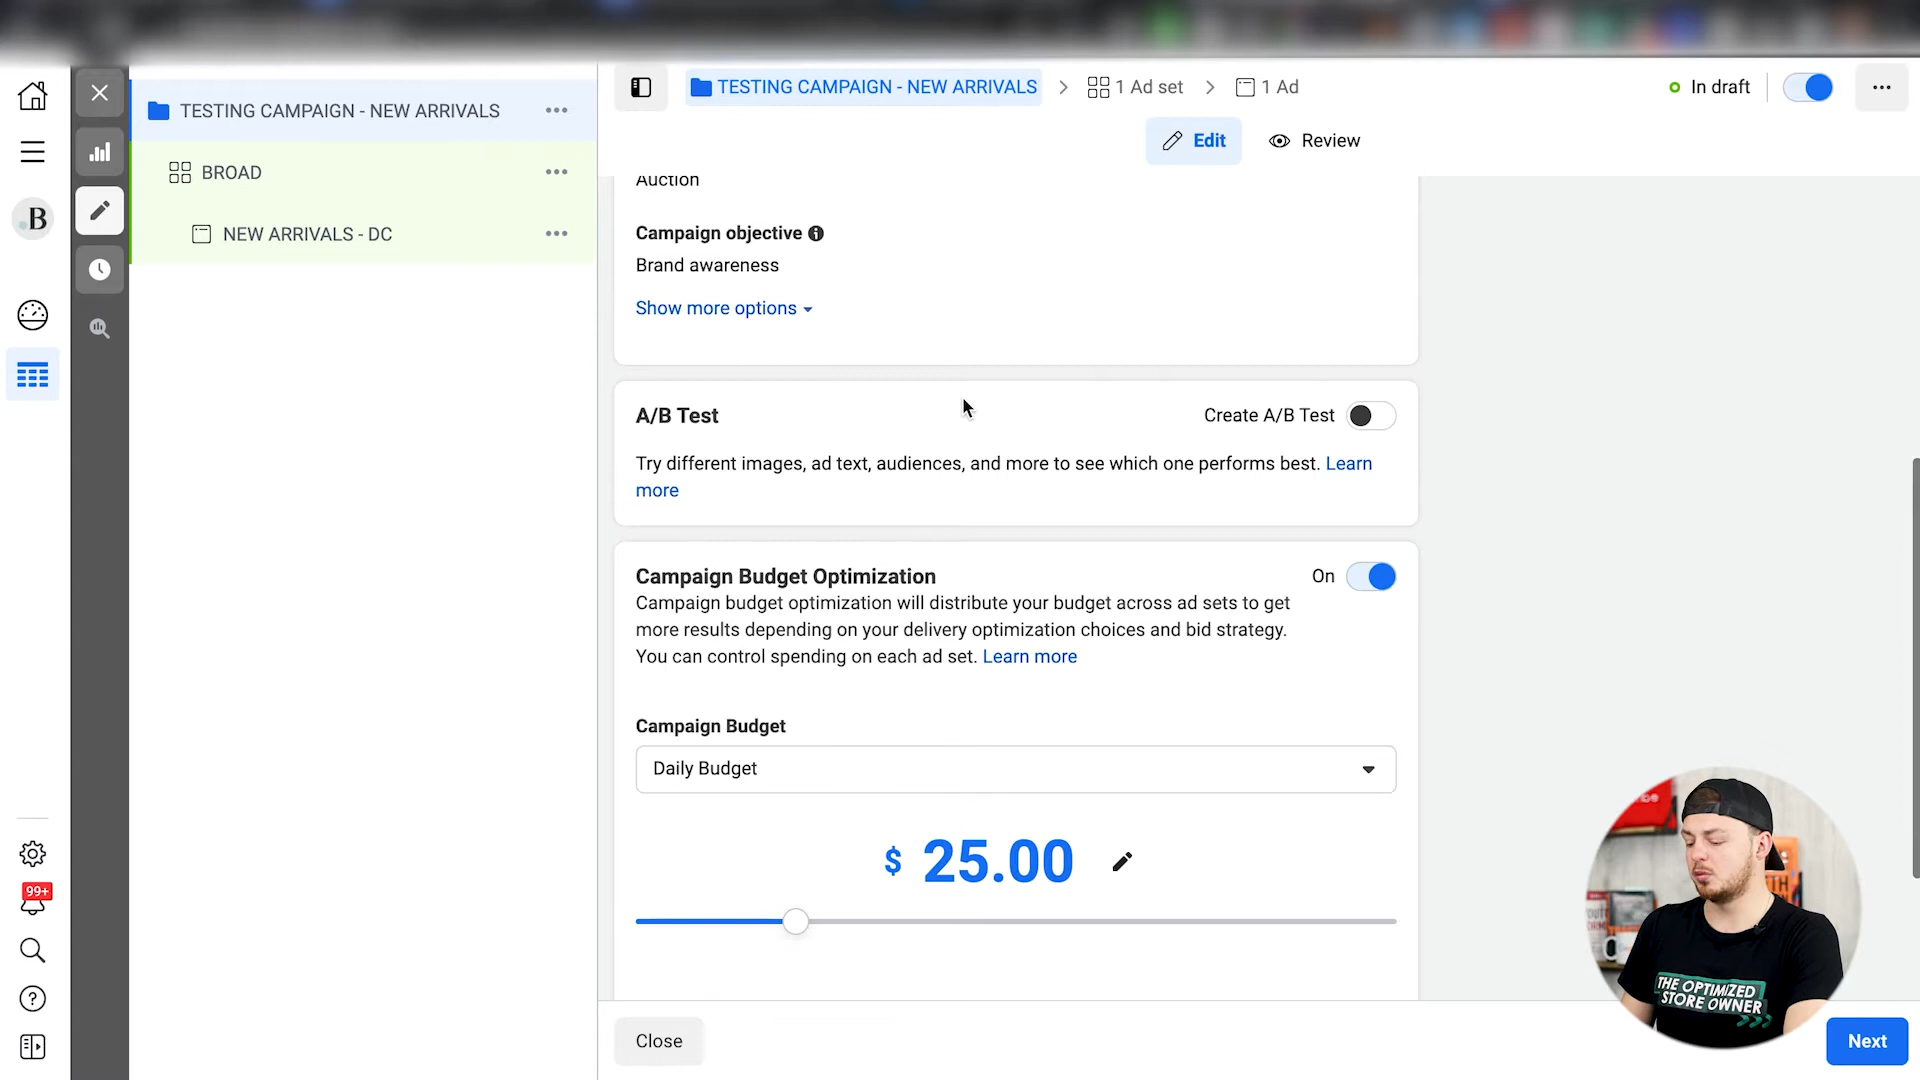 TESTING CAMPAIGN - NEW ARRIVALS
BROAD
NEW ARRIVALS - DC
TESTING CAMPAIGN - NEW ARRIVALS
1 Ad set
1 Ad
In draft
Edit
Review
Auction
Campaign objective
Brand awareness
Show more options
A/B Test
Create A/B Test
Try different images, ad text, audiences, and more to see which one performs best. Learn
more
Campaign Budget Optimization
On
Campaign budget optimization will distribute your budget across ad sets to get
more results depending on your delivery optimization choices and bid strategy.
You can control spending on each ad set. Learn more
Campaign Budget
Daily Budget
$ 25.00
Close
Next
.B
99+
THE OPTIMIZED
STORE OWNER